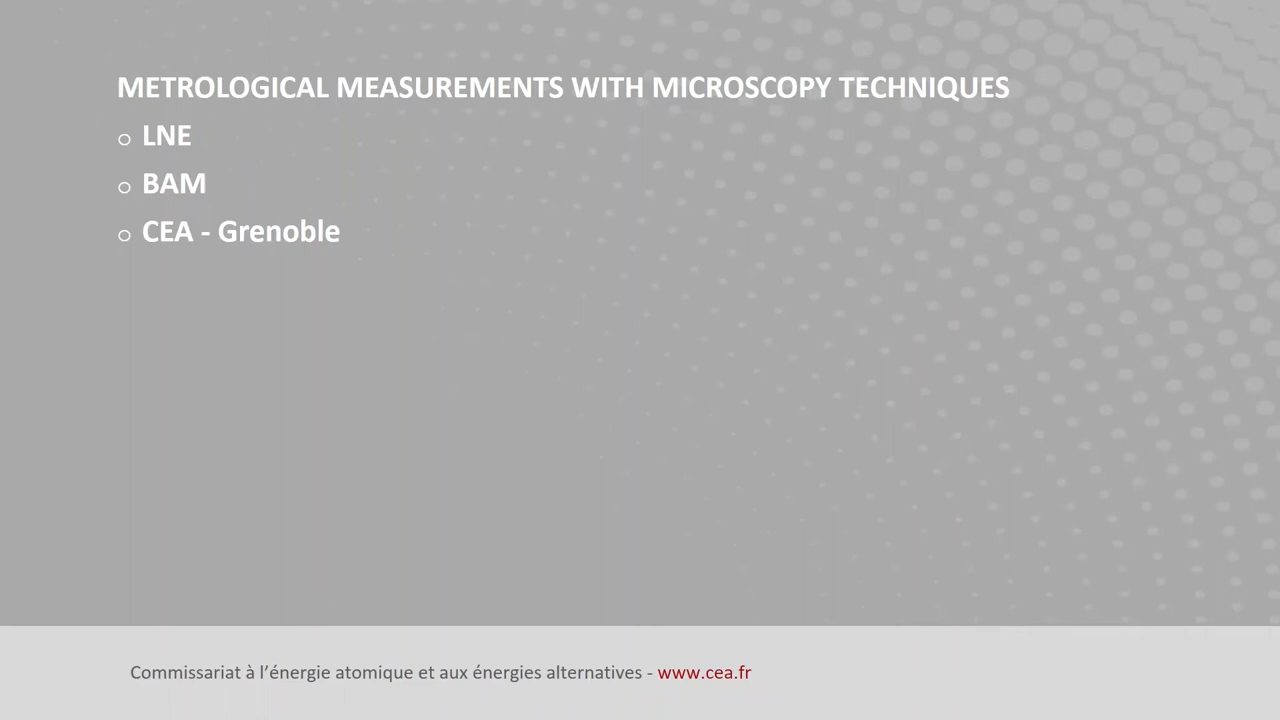 METROLOGICAL MEASUREMENTS WITH MICROSCOPY TECHNIQUES
o LNE
o BAM
o CEA - Grenoble
Commissariat à l’énergie atomique et aux énergies alternatives - www.cea.fr